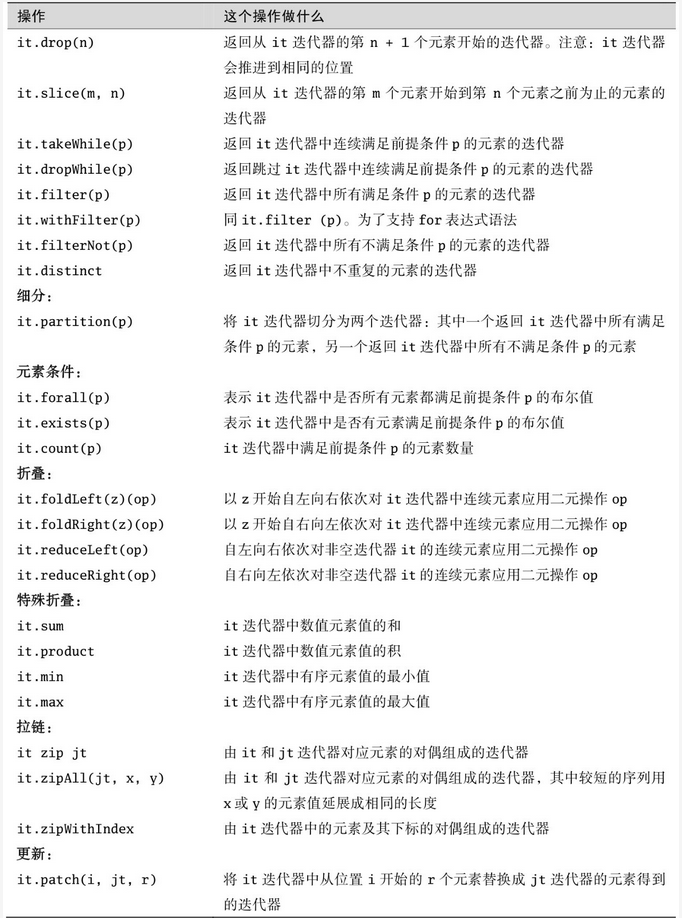 操作 这个操作做什么
it.drop(n) 返回从 it 迭代器的第 n + 1 个元素开始的迭代器。注意：it 迭代器
会推进到相同的位置
it.slice(m, n) 返回从 it 迭代器的第 m 个元素开始到第 n 个元素之前为止的元素的
迭代器
it.takeWhile(p) 返回 it 迭代器中连续满足前提条件 p 的元素的迭代器
it.dropWhile(p) 返回跳过 it 迭代器中连续满足前提条件 p 的元素的迭代器
it.filter(p) 返回 it 迭代器中所有满足条件 p 的元素的迭代器
it.withFilter(p) 同 it.filter (p)。为了支持 for 表达式语法
it.filterNot(p) 返回 it 迭代器中所有不满足条件 p 的元素的迭代器
it.distinct 返回 it 迭代器中不重复的元素的迭代器
细分：
it.partition(p) 将 it 迭代器切分为两个迭代器：其中一个返回 it 迭代器中所有满足
条件 p 的元素，另一个返回 it 迭代器中所有不满足条件 p 的元素
元素条件：
it.forall(p) 表示 it 迭代器中是否所有元素都满足前提条件 p 的布尔值
it.exists(p) 表示 it 迭代器中是否有元素满足前提条件 p 的布尔值
it.count(p) it 迭代器中满足前提条件 p 的元素数量
折叠：
it.foldLeft(z)(op) 以 z 开始自左向右依次对 it 迭代器中连续元素应用二元操作 op
it.foldRight(z)(op) 以 z 开始自右向左依次对 it 迭代器中连续元素应用二元操作 op
it.reduceLeft(op) 自左向右依次对非空迭代器 it 的连续元素应用二元操作 op
it.reduceRight(op) 自右向左依次对非空迭代器 it 的连续元素应用二元操作 op
特殊折叠：
it.sum it 迭代器中数值元素值的和
it.product it 迭代器中数值元素值的积
it.min it 迭代器中有序元素值的最小值
it.max it 迭代器中有序元素值的最大值
拉链：
it zip jt 由 it 和 jt 迭代器对应元素的对偶组成的迭代器
it.zipAll(jt, x, y) 由 it 和 jt 迭代器对应元素的对偶组成的迭代器，其中较短的序列用
x 或 y 的元素值延展成相同的长度
it.zipWithIndex 由 it 迭代器中的元素及其下标的对偶组成的迭代器
更新：
it.patch(i, jt, r) 将 it 迭代器中从位置 i 开始的 r 个元素替换成 jt 迭代器的元素得到
的迭代器